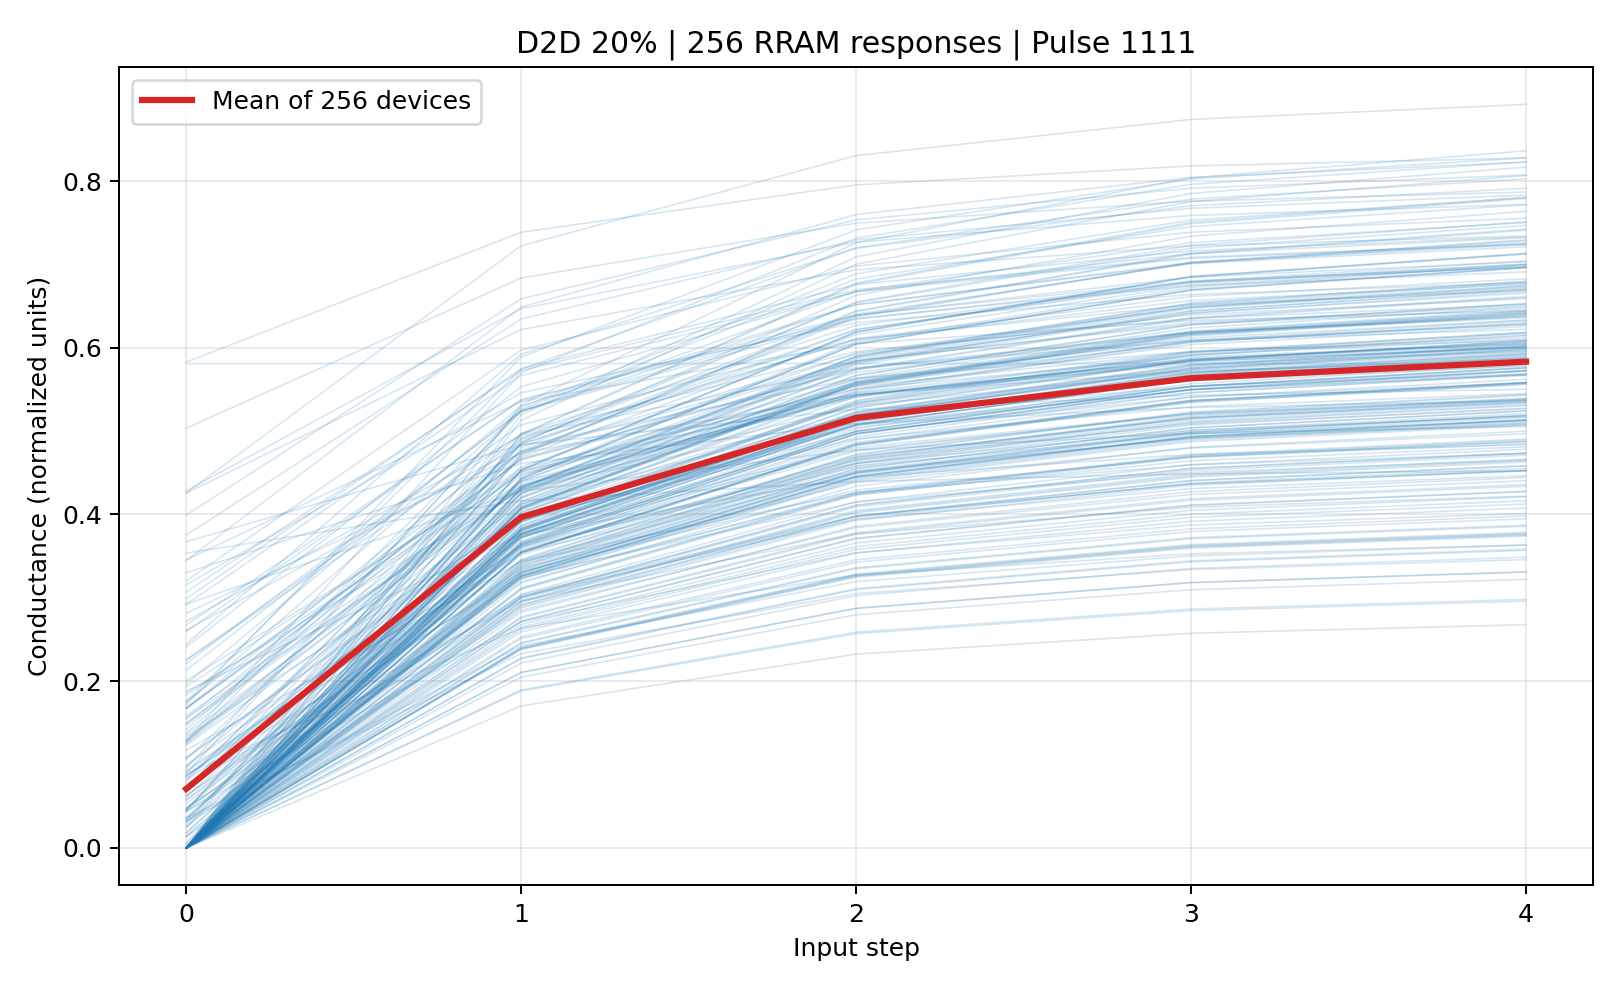 D2D 20% | 256 RRAM responses | Pulse 1111
Mean of 256 devices
Conductance (normalized units)
0.8
0.6
0.4
0.2
0.0
0 1 2 3 4
Input step